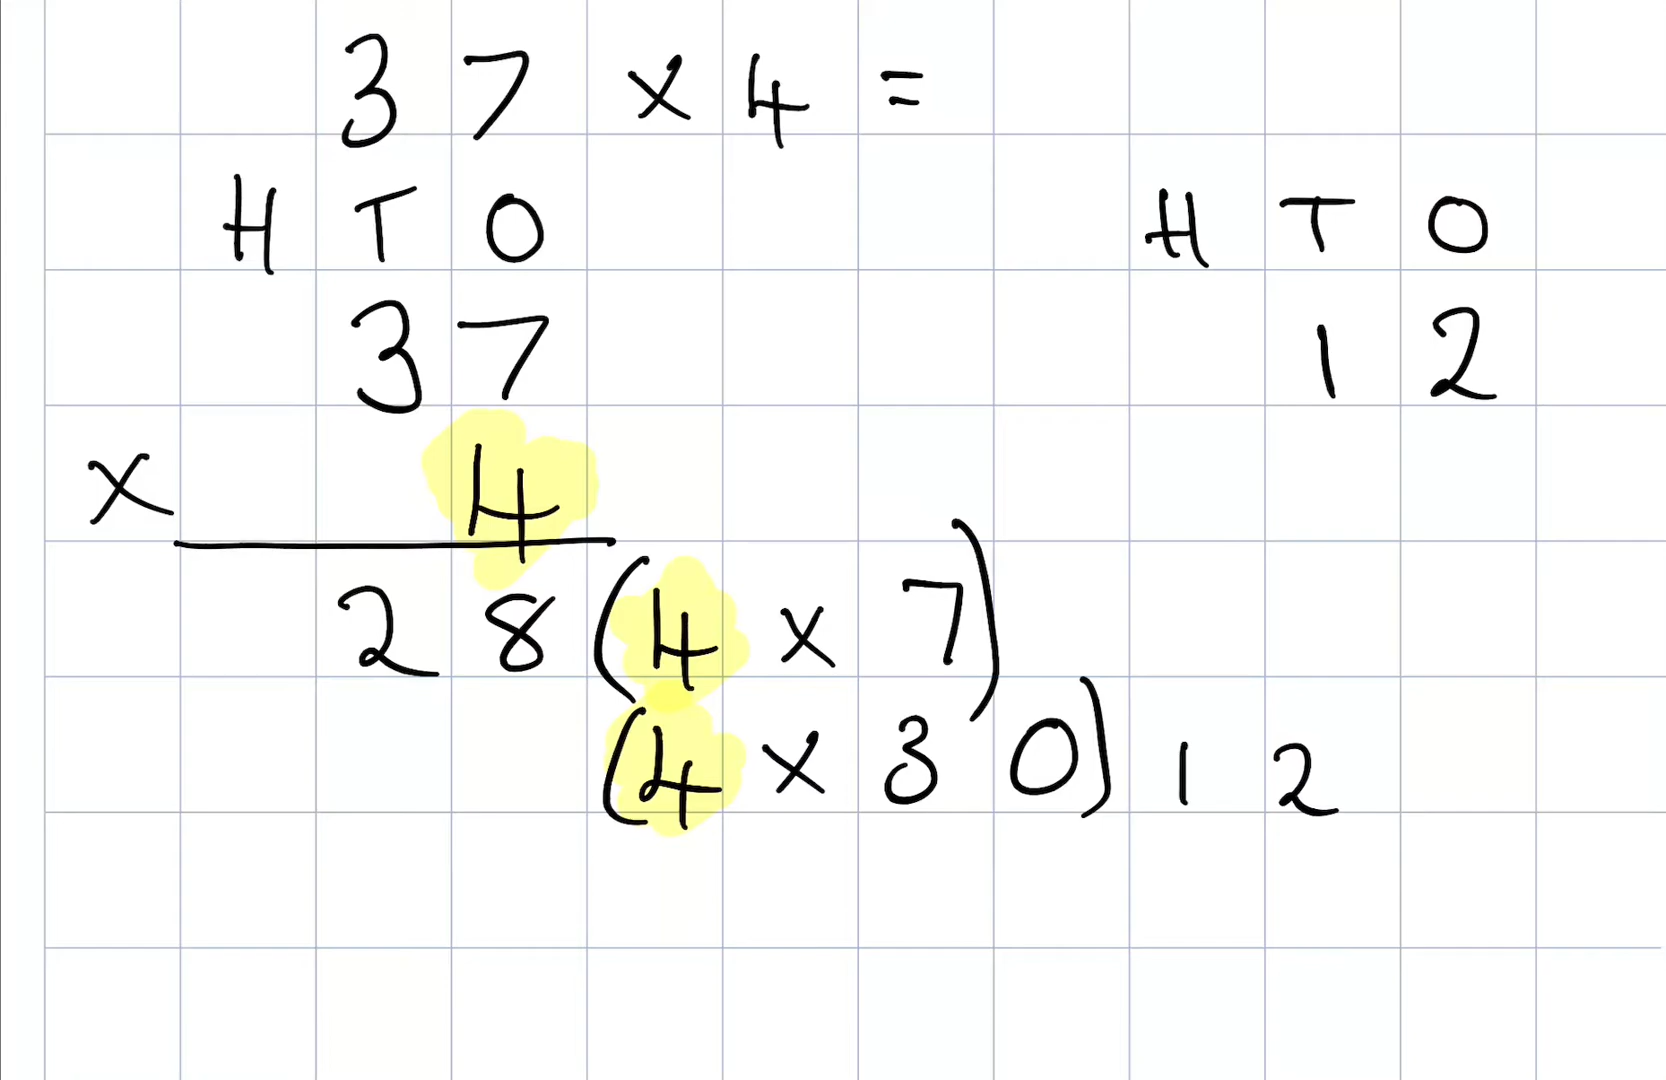 37 x 4 =
H T O H T O
37 12
x 4
28 (4 x 7)
(4 x 30) 12